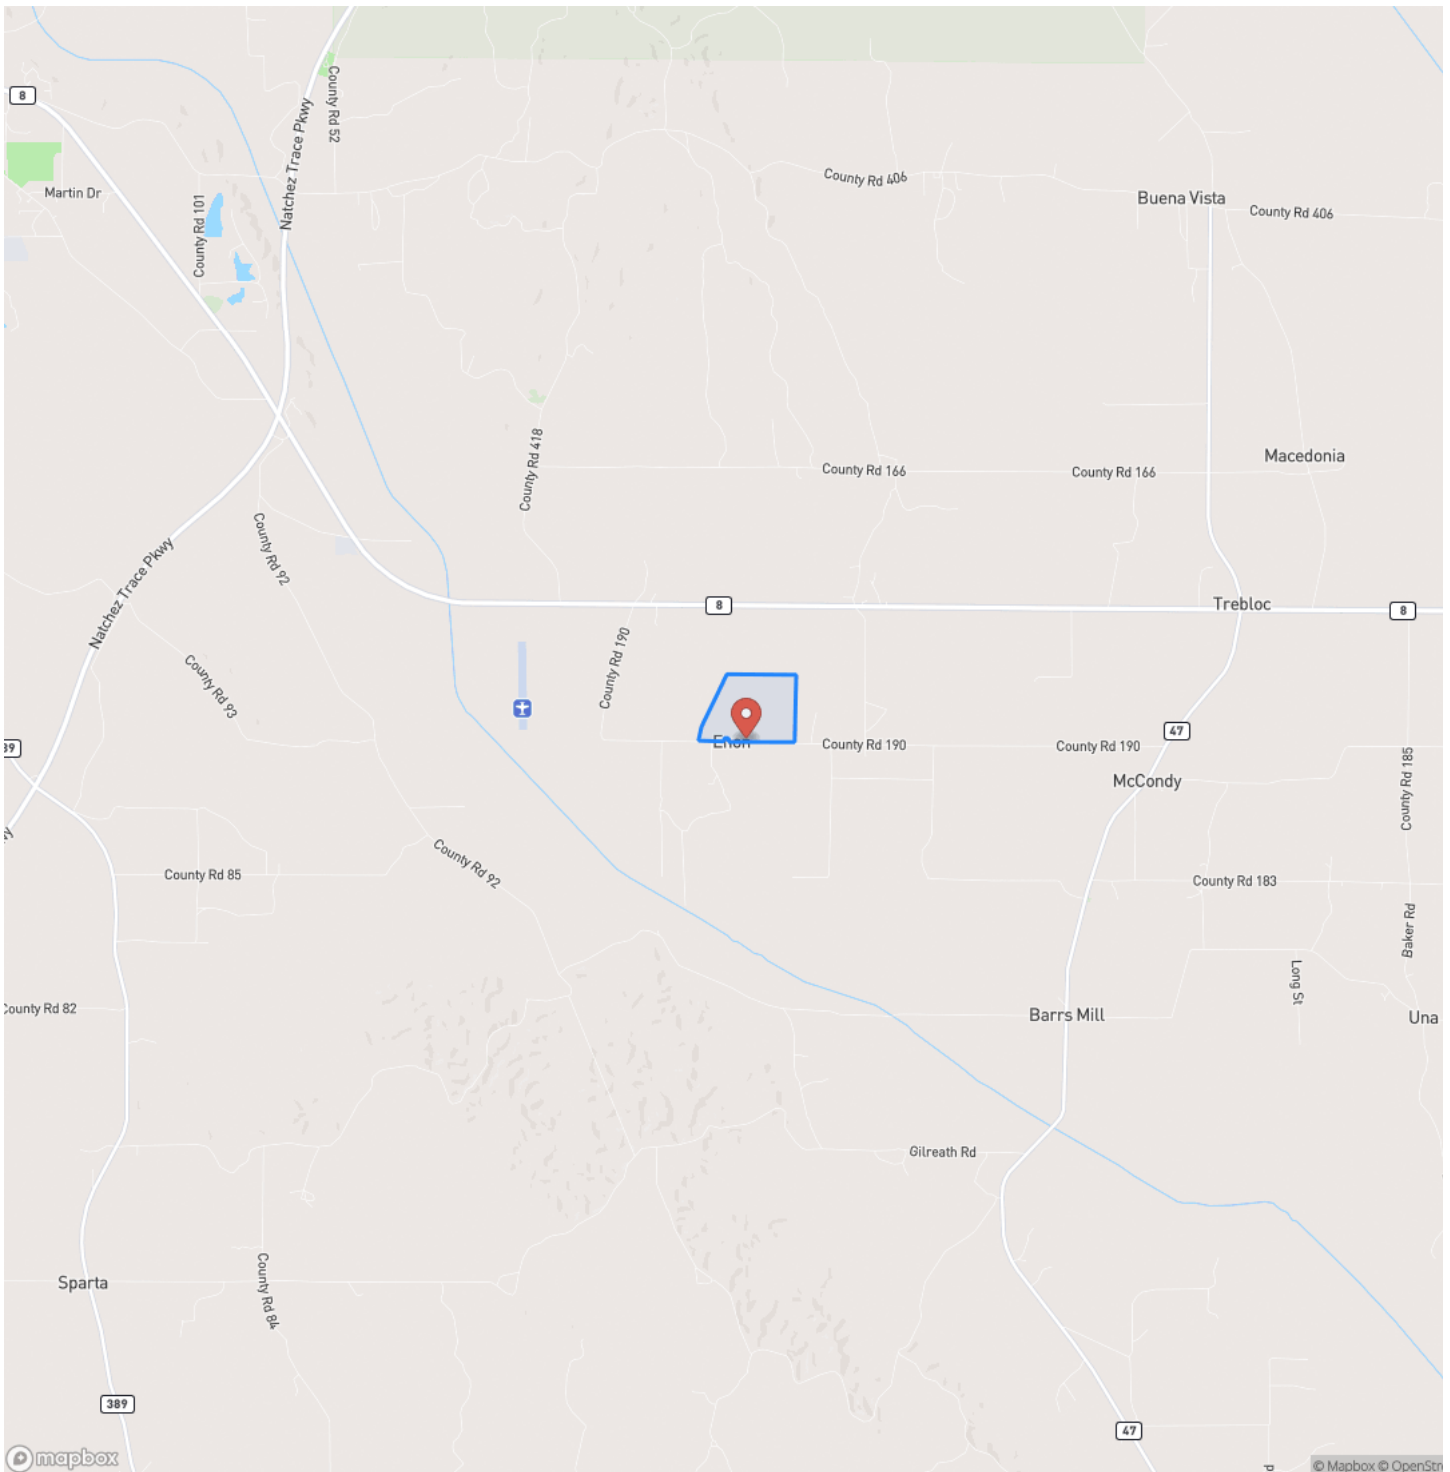 8
County Rd 52
Natchez Trace Pkwy
Martin Dr
County Rd 101
County Rd 406
Buena Vista
County Rd 406
County Rd 418
County Rd 166
County Rd 166
Macedonia
County Rd 92
Natchez Trace Pkwy
8
Trebloc
8
County Rd 190
County Rd 93
Enon
County Rd 190
County Rd 190
47
McCondy
County Rd 185
County Rd 85
County Rd 92
County Rd 183
Baker Rd
Long St
County Rd 82
Barrs Mill
Una
Gilreath Rd
Sparta
County Rd 84
389
47
mapbox
© Mapbox © OpenStr